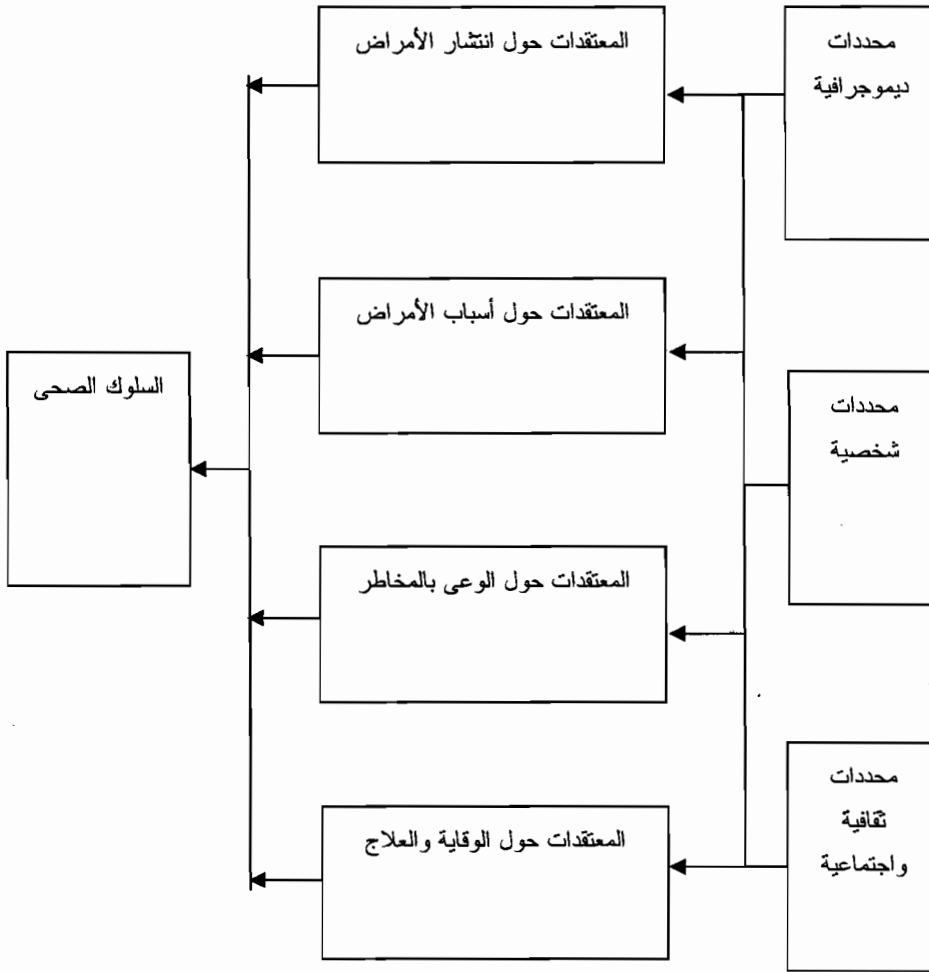 محددات
ديموجرافية
محددات
شخصية
محددات
ثقافية
واجتماعية
المعتقدات حول انتشار الأمراض
المعتقدات حول أسباب الأمراض
المعتقدات حول الوعى بالمخاطر
المعتقدات حول الوقاية والعلاج
السلوك الصحى